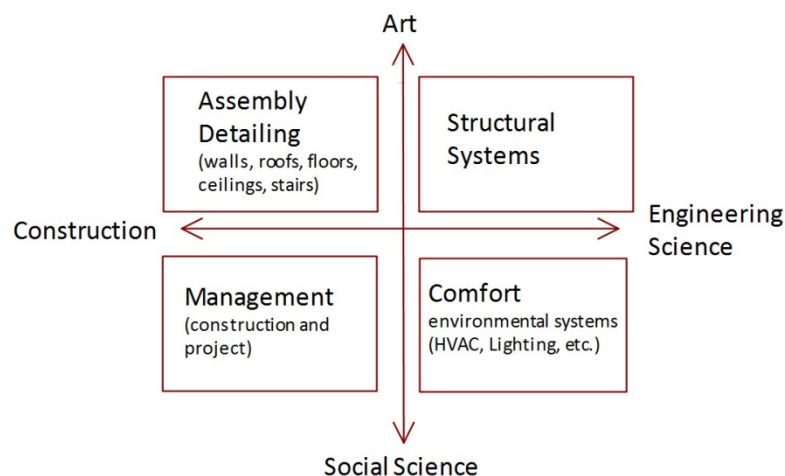 Art
Assembly
Detailing
(walls, roofs, floors,
ceilings, stairs)
Structural
Systems
Construction
Engineering
Science
Management
(construction and
project)
Comfort
environmental systems
(HVAC, Lighting, etc.)
Social Science